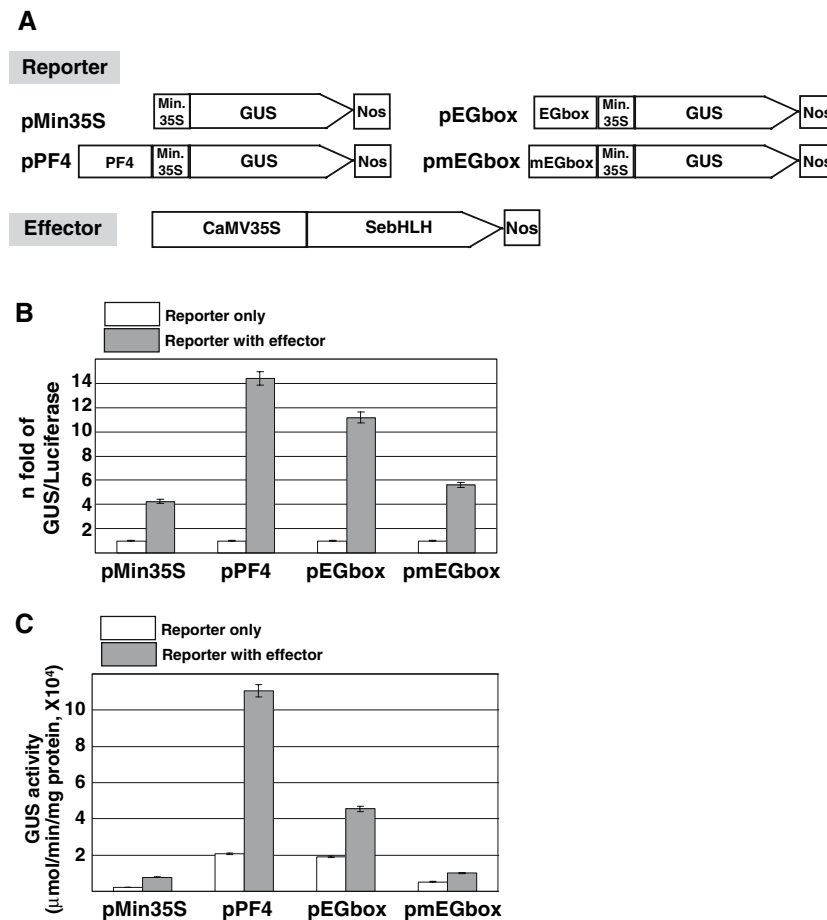 A
Reporter
pMin35S
Min. 35S
GUS
Nos
pEGbox
EGbox
Min. 35S
GUS
Nos
pPF4
PF4
Min. 35S
GUS
Nos
pmEGbox
mEGbox
Min. 35S
GUS
Nos
Effector
CaMV35S
SebHLH
Nos
B
Reporter only
Reporter with effector
n fold of
GUS/Luciferase
14
12
10
8
6
4
2
pMin35S pPF4 pEGbox pmEGbox
C
Reporter only
Reporter with effector
GUS activity
(μmol/min/mg protein, X10⁴)
10
8
6
4
2
pMin35S pPF4 pEGbox pmEGbox